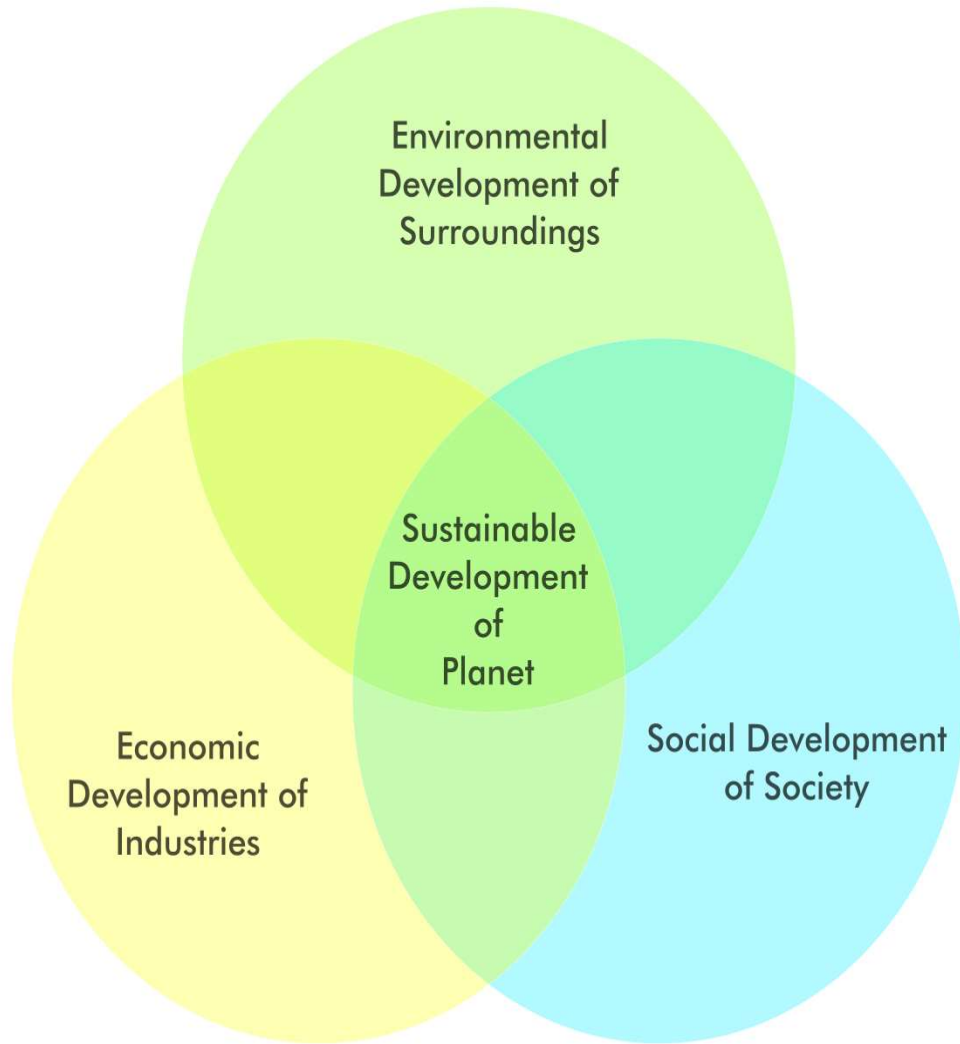 Environmental
Development of
Surroundings
Sustainable
Development
of
Planet
Economic
Development of
Industries
Social Development
of Society